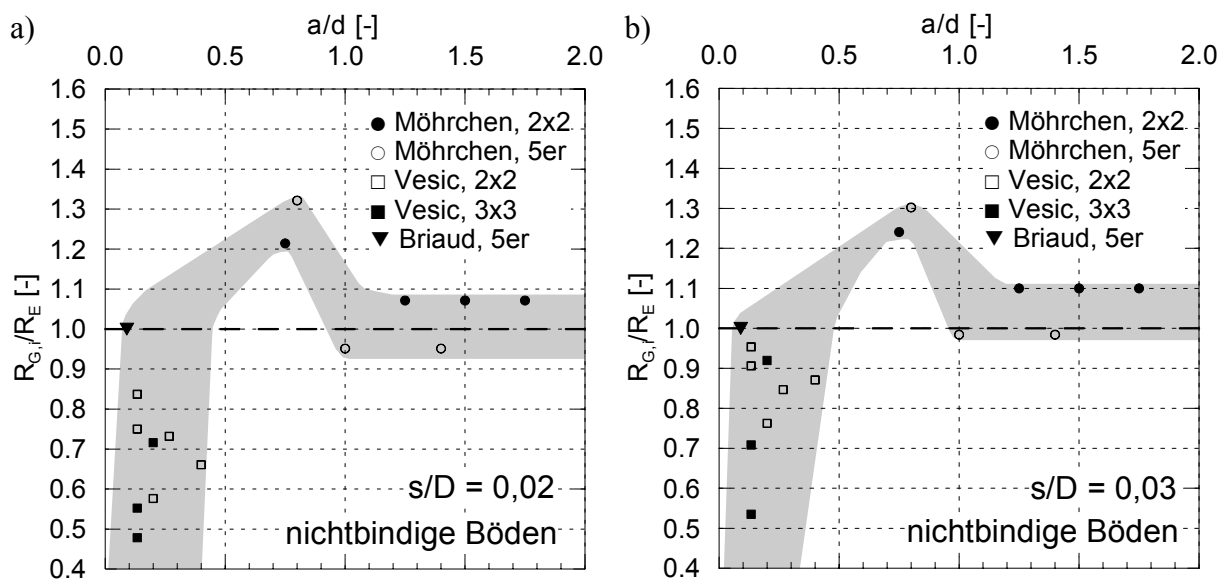 a)
a/d [-]
0.0 0.5 1.0 1.5 2.0
1.6
1.5
1.4
1.3
1.2
1.1
1.0
0.9
0.8
0.7
0.6
0.5
0.4
R_G,i/R_E [-]
Möhrchen, 2x2
Möhrchen, 5er
Vesic, 2x2
Vesic, 3x3
Briaud, 5er
s/D = 0,02
nichtbindige Böden
b)
a/d [-]
0.0 0.5 1.0 1.5 2.0
1.6
1.5
1.4
1.3
1.2
1.1
1.0
0.9
0.8
0.7
0.6
0.5
0.4
R_G,i/R_E [-]
Möhrchen, 2x2
Möhrchen, 5er
Vesic, 2x2
Vesic, 3x3
Briaud, 5er
s/D = 0,03
nichtbindige Böden